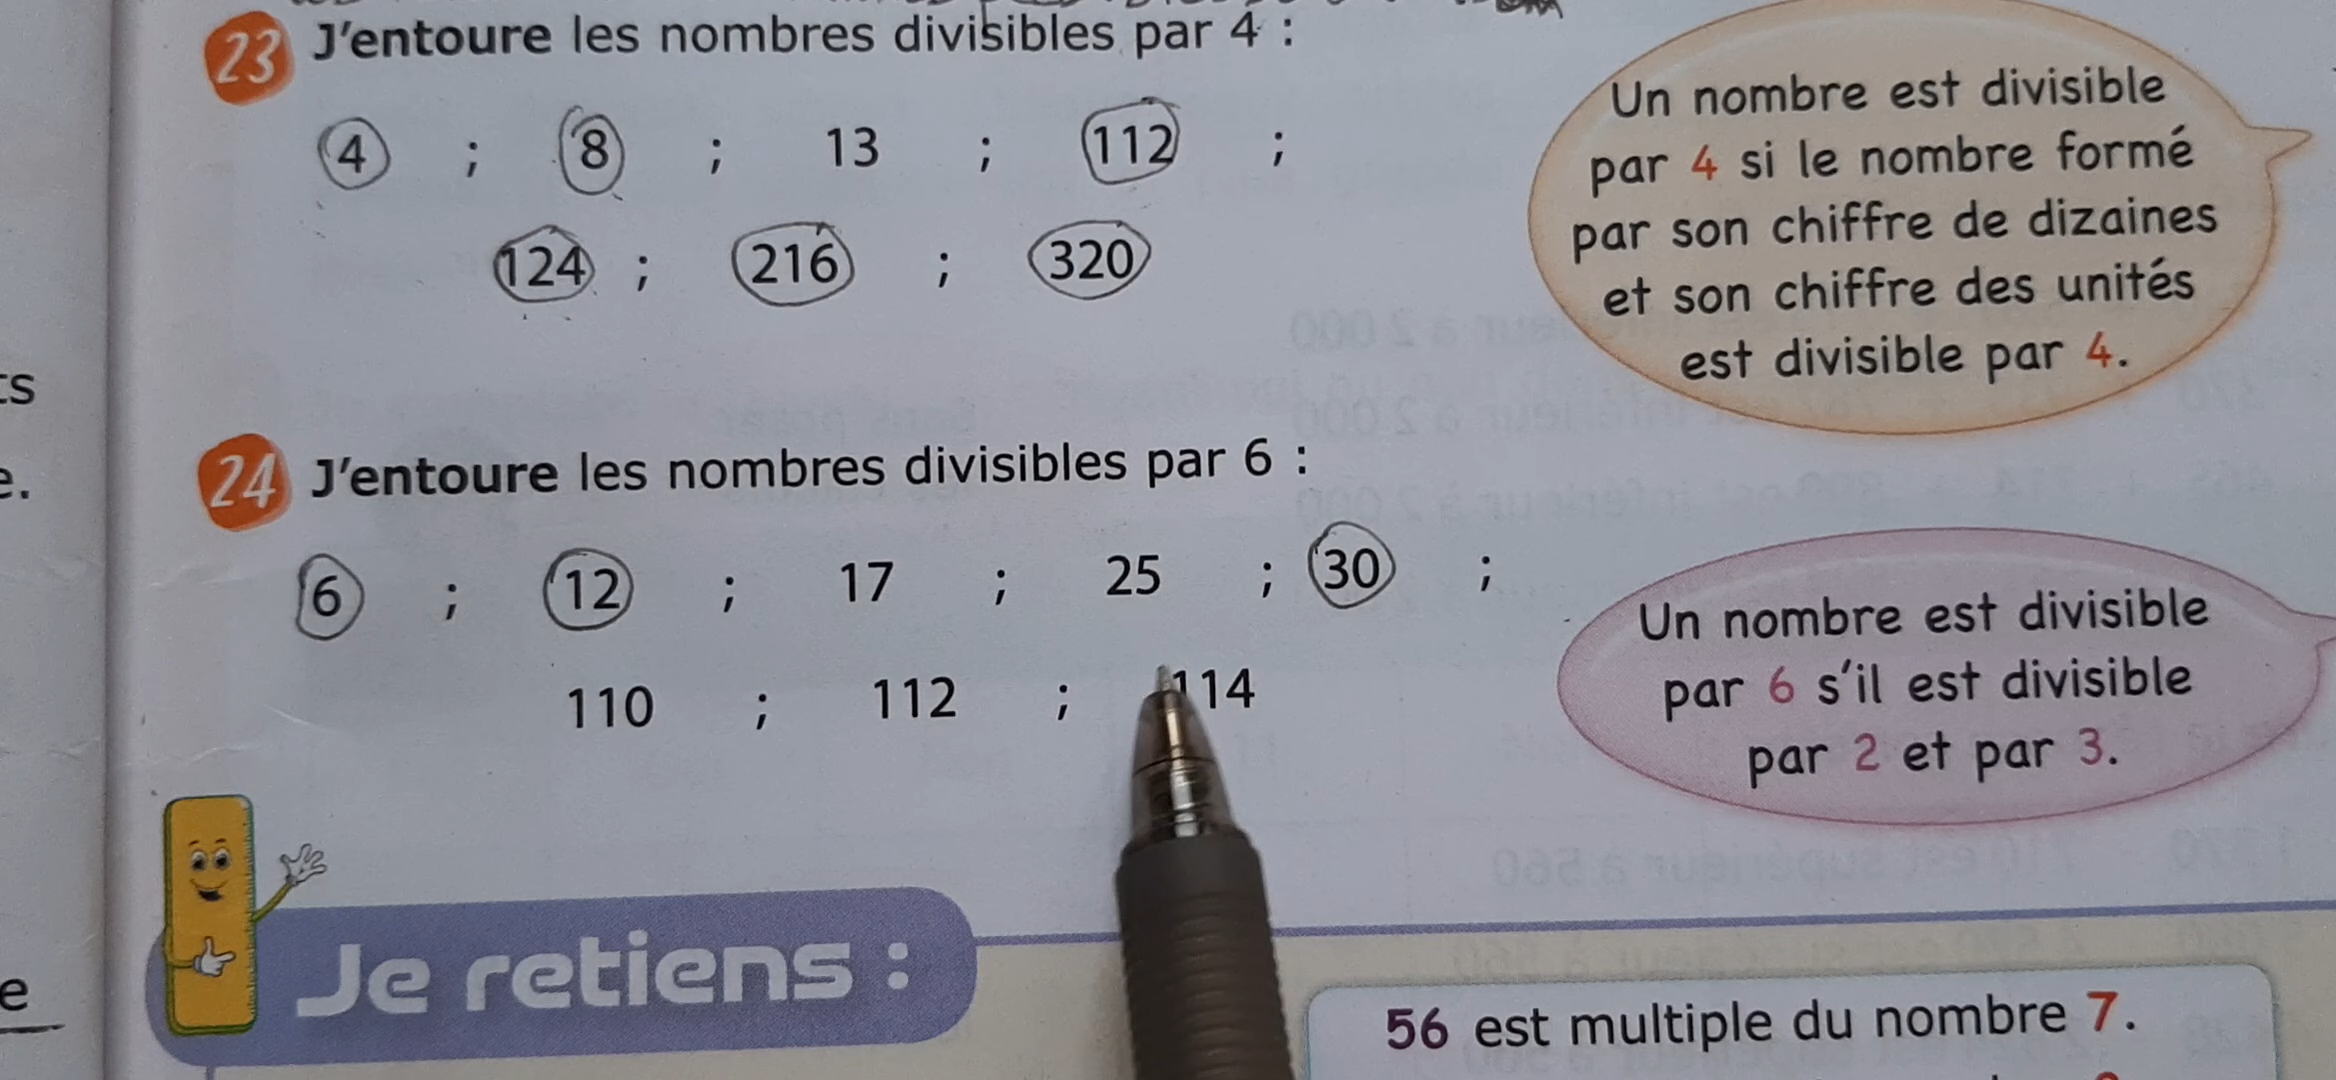 23 J'entoure les nombres divisibles par 4 :
4 ; 8 ; 13 ; 112 ;
124 ; 216 ; 320
Un nombre est divisible
par 4 si le nombre formé
par son chiffre de dizaines
et son chiffre des unités
est divisible par 4.
24 J'entoure les nombres divisibles par 6 :
6 ; 12 ; 17 ; 25 ; 30 ;
110 ; 112 ; 114
Un nombre est divisible
par 6 s'il est divisible
par 2 et par 3.
Je retiens :
56 est multiple du nombre 7.